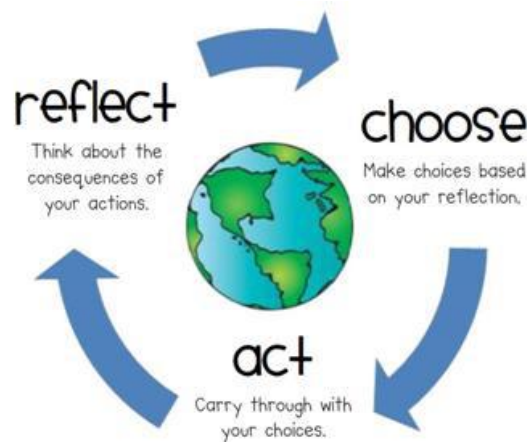 reflect
Think about the
consequences of
your actions.
choose
Make choices based
on your reflection.
act
Carry through with
your choices.